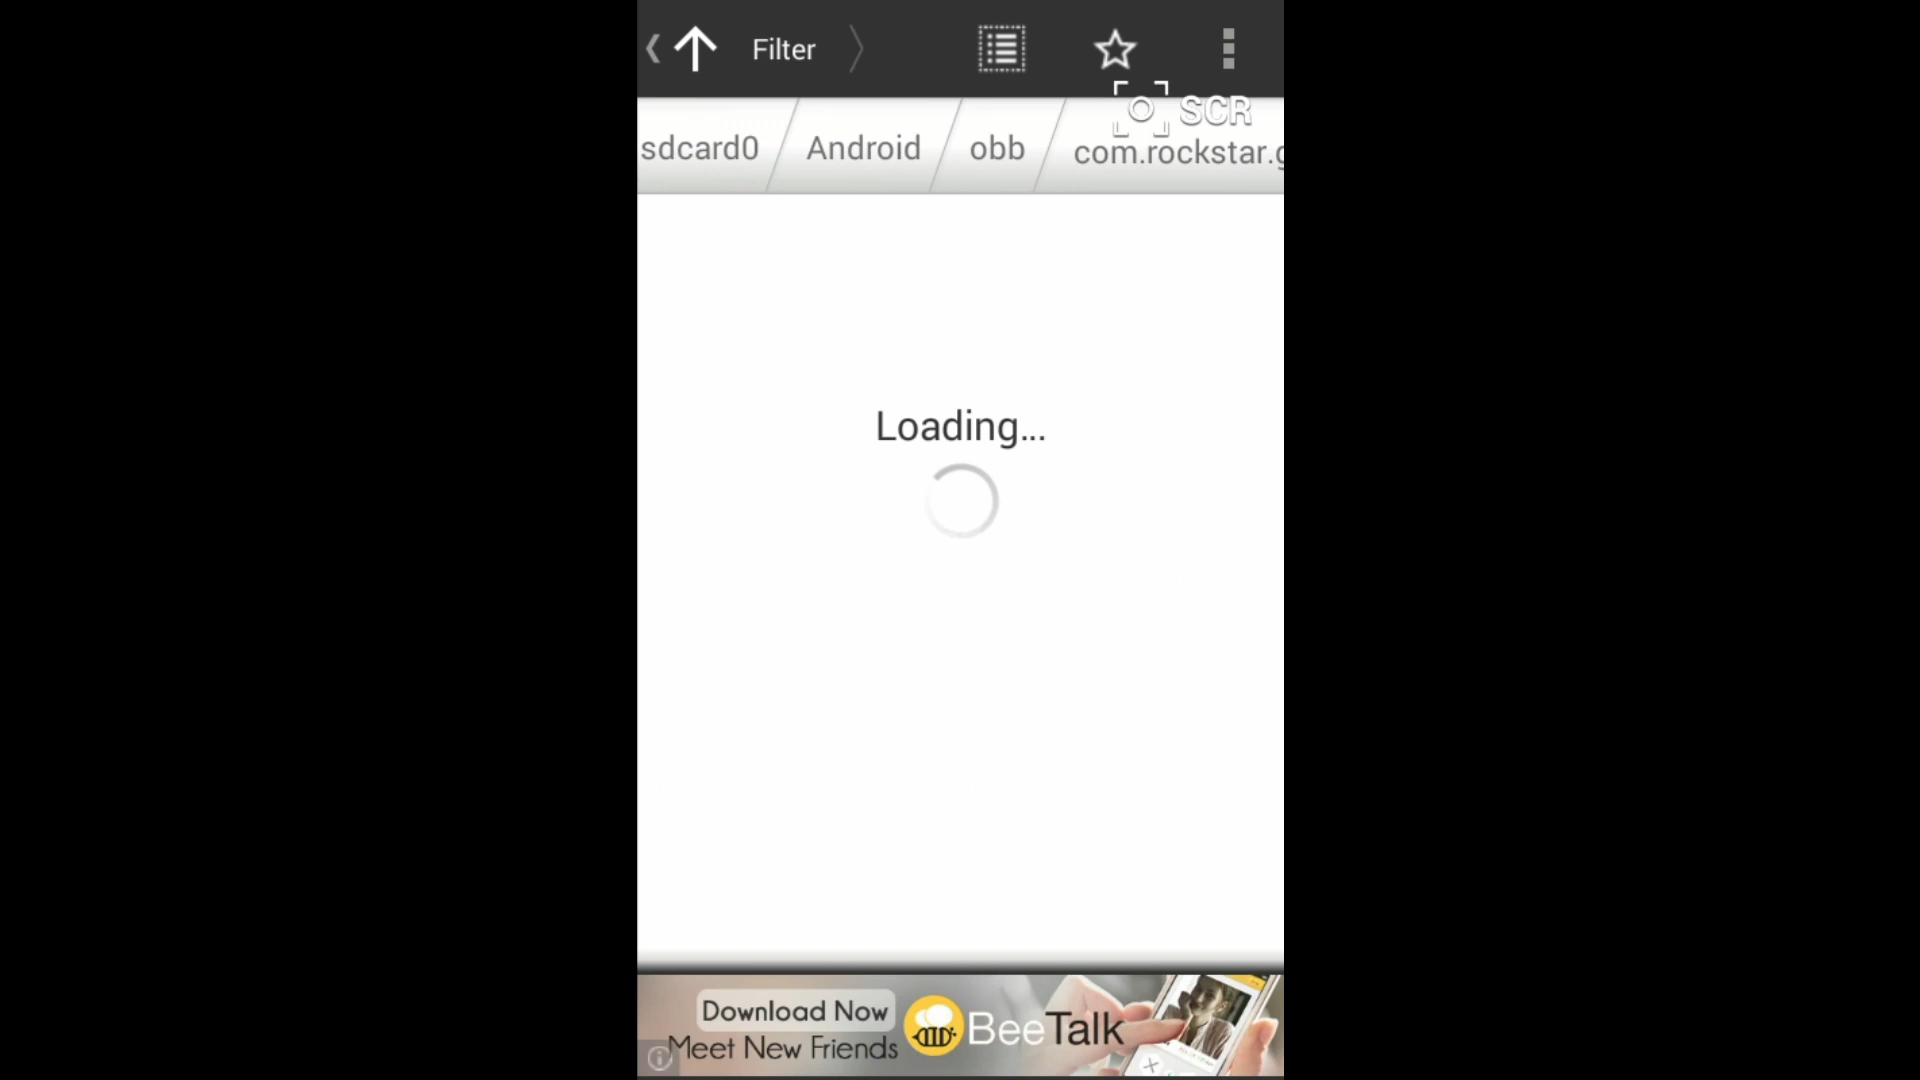 Filter
SCR
sdcard0
Android
obb
com.rockstar.g
Loading...
Download Now
Meet New Friends
BeeTalk